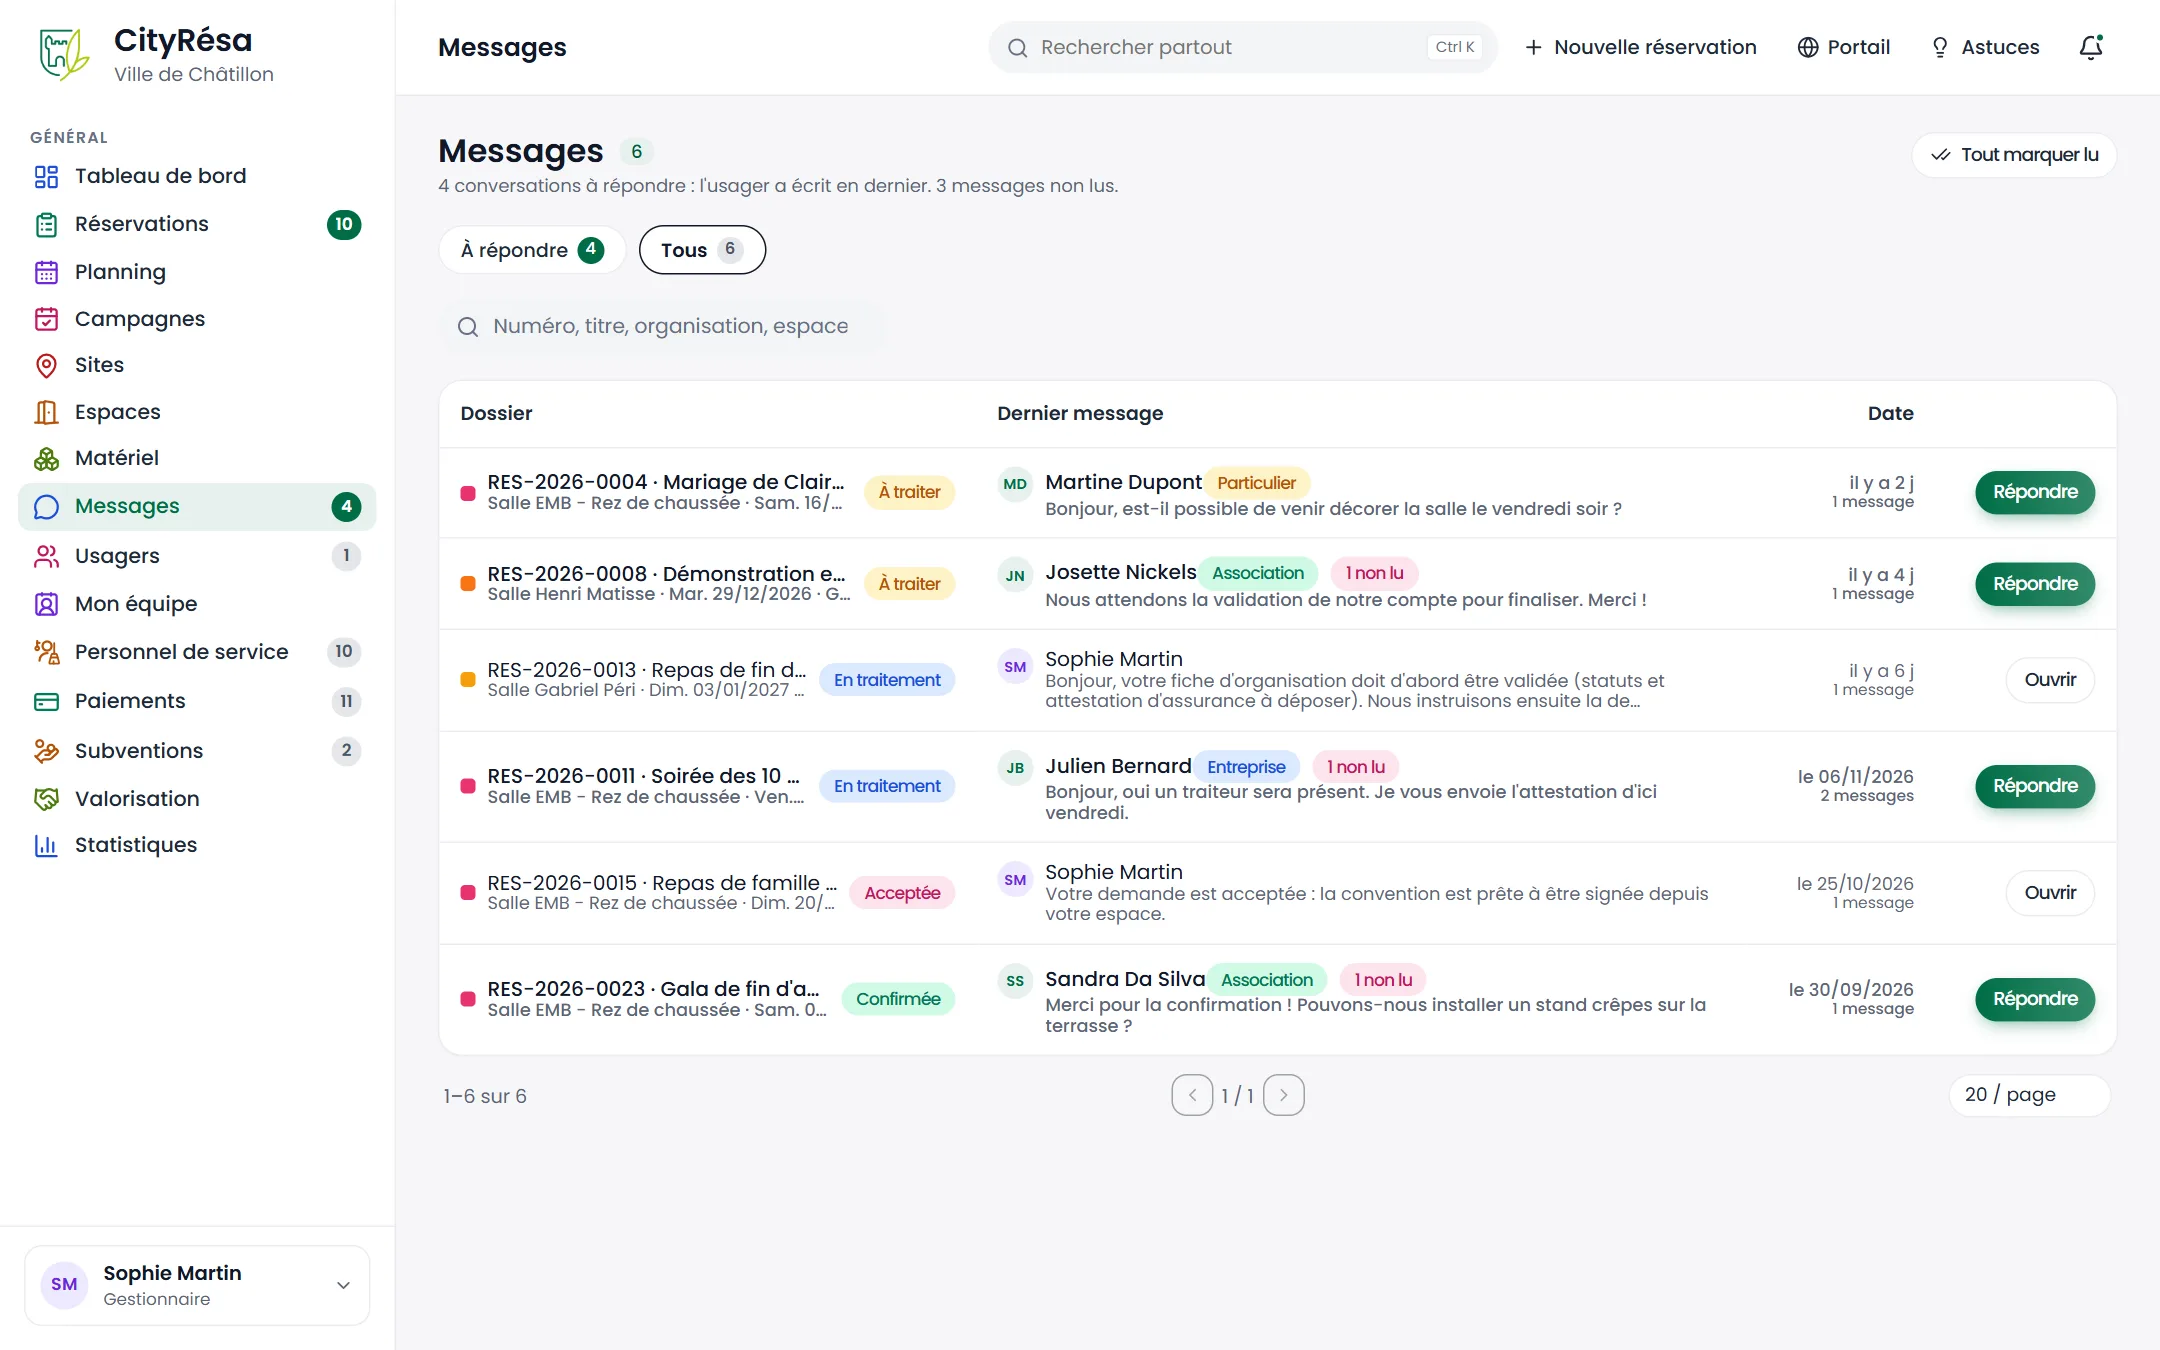 CityRésa
Ville de Châtillon
GÉNÉRAL
Tableau de bord
Réservations 10
Planning
Campagnes
Sites
Espaces
Matériel
Messages 4
Usagers 1
Mon équipe
Personnel de service 10
Paiements 11
Subventions 2
Valorisation
Statistiques
SM Sophie Martin
Gestionnaire
Messages
Rechercher partout Ctrl K
Nouvelle réservation
Portail
Astuces
Messages 6
4 conversations à répondre : l'usager a écrit en dernier. 3 messages non lus.
Tout marquer lu
À répondre 4
Tous 6
Numéro, titre, organisation, espace
Dossier Dernier message Date
RES-2026-0004 · Mariage de Clair...
Salle EMB - Rez de chaussée · Sam. 16/...
À traiter
MD Martine Dupont Particulier
Bonjour, est-il possible de venir décorer la salle le vendredi soir ?
il y a 2 j
1 message
Répondre
RES-2026-0008 · Démonstration e...
Salle Henri Matisse · Mar. 29/12/2026 · G...
À traiter
JN Josette Nickels Association 1 non lu
Nous attendons la validation de notre compte pour finaliser. Merci !
il y a 4 j
1 message
Répondre
RES-2026-0013 · Repas de fin d...
Salle Gabriel Péri · Dim. 03/01/2027 ...
En traitement
SM Sophie Martin
Bonjour, votre fiche d'organisation doit d'abord être validée (statuts et
attestation d'assurance à déposer). Nous instruisons ensuite la de...
il y a 6 j
1 message
Ouvrir
RES-2026-0011 · Soirée des 10 ...
Salle EMB - Rez de chaussée · Ven....
En traitement
JB Julien Bernard Entreprise 1 non lu
Bonjour, oui un traiteur sera présent. Je vous envoie l'attestation d'ici
vendredi.
le 06/11/2026
2 messages
Répondre
RES-2026-0015 · Repas de famille ...
Salle EMB - Rez de chaussée · Dim. 20/...
Acceptée
SM Sophie Martin
Votre demande est acceptée : la convention est prête à être signée depuis
votre espace.
le 25/10/2026
1 message
Ouvrir
RES-2026-0023 · Gala de fin d'a...
Salle EMB - Rez de chaussée · Sam. 0...
Confirmée
SS Sandra Da Silva Association 1 non lu
Merci pour la confirmation ! Pouvons-nous installer un stand crêpes sur la
terrasse ?
le 30/09/2026
1 message
Répondre
1–6 sur 6
1 / 1
20 / page